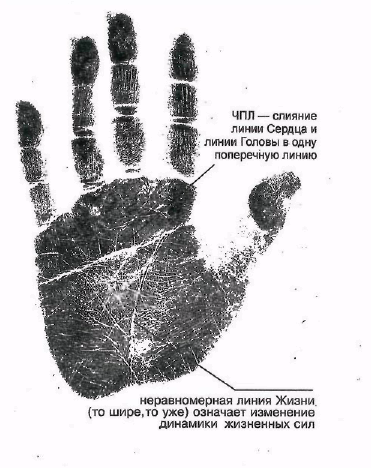 ЧПЛ — слияние
линии Сердца и
линии Головы в одну
поперечную линию
неравномерная линия Жизни
(то шире, то уже) означает изменение
динамики жизненных сил